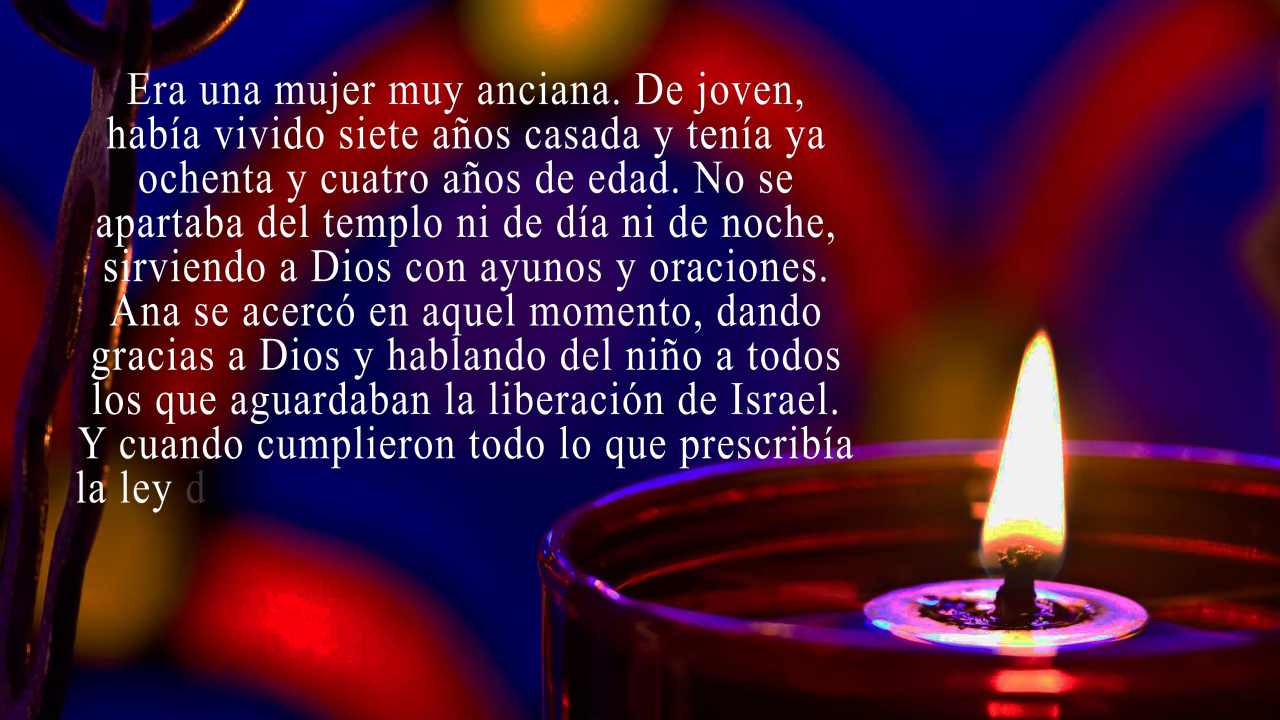 Era una mujer muy anciana. De joven,
había vivido siete años casada y tenía ya
ochenta y cuatro años de edad. No se
apartaba del templo ni de día ni de noche,
sirviendo a Dios con ayunos y oraciones.
Ana se acercó en aquel momento, dando
gracias a Dios y hablando del niño a todos
los que aguardaban la liberación de Israel.
Y cuando cumplieron todo lo que prescribía
la ley d